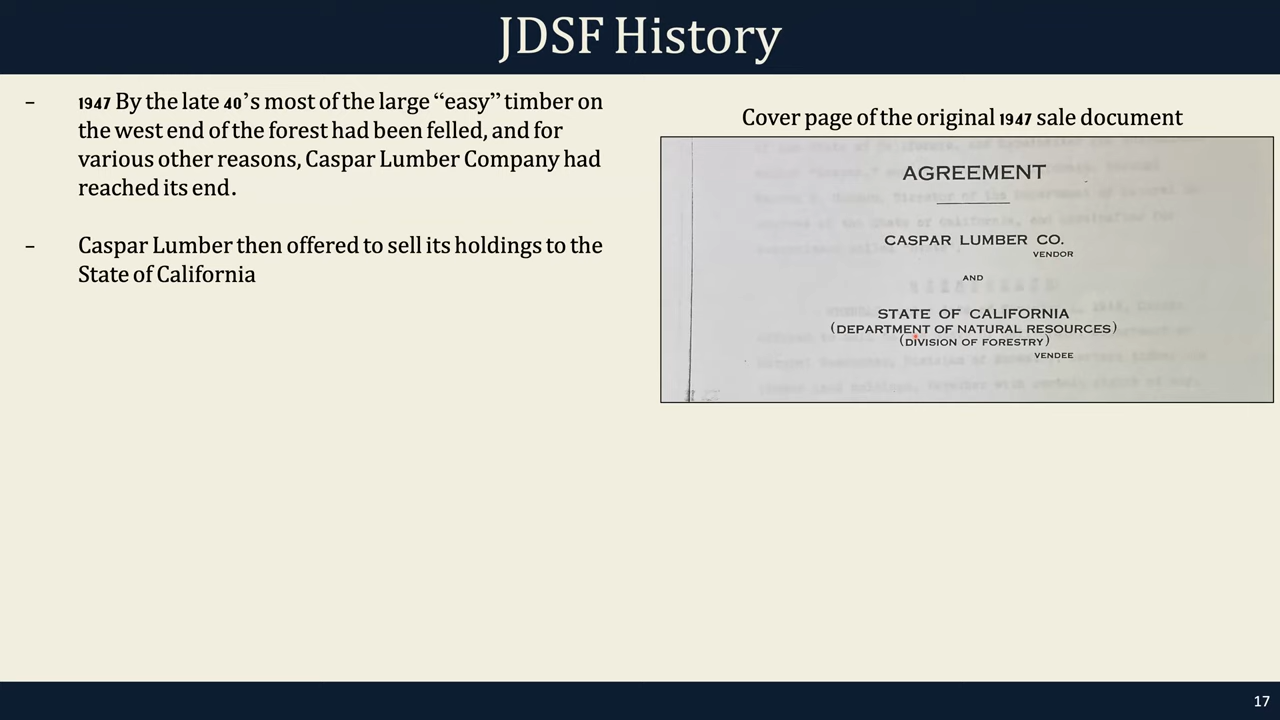 JDSF History
- 1947 By the late 40’s most of the large “easy” timber on
the west end of the forest had been felled, and for
various other reasons, Caspar Lumber Company had
reached its end.
- Caspar Lumber then offered to sell its holdings to the
State of California
Cover page of the original 1947 sale document
AGREEMENT
CASPAR LUMBER CO.
VENDOR
AND
STATE OF CALIFORNIA
(DEPARTMENT OF NATURAL RESOURCES)
(DIVISION OF FORESTRY)
VENDEE
17